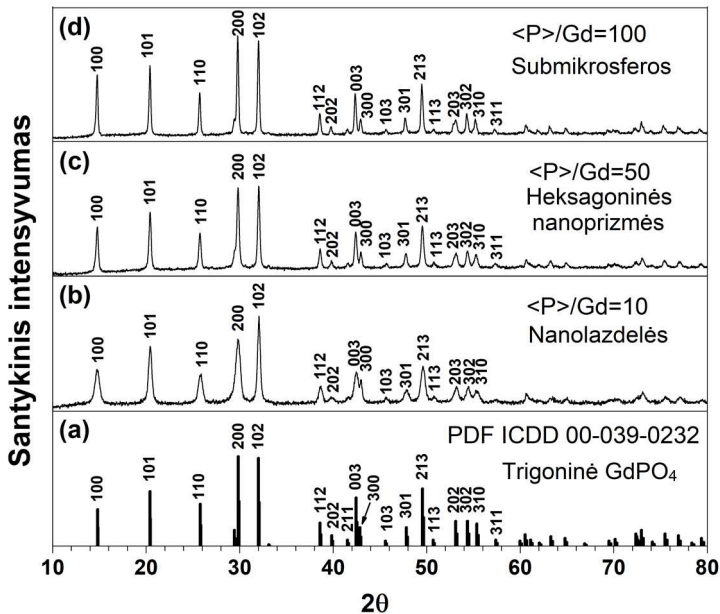 Santykinis intensyvumas
(d)
<P>/Gd=100
Submikrosferos
100 101 110 200 102 112 202 003 300 103 301 213 113 203 302 310 311
(c)
<P>/Gd=50
Heksagoninės
nanoprizmės
100 101 110 200 102 112 202 003 300 103 301 213 113 203 302 310 311
(b)
<P>/Gd=10
Nanolazdelės
100 101 110 200 102 112 202 003 300 103 301 213 113 203 302 310
(a)
PDF ICDD 00-039-0232
Trigoninė GdPO₄
100 101 110 200 102 112 202 211 003 300 103 301 213 113 202 302 310 311
10 20 30 40 50 60 70 80
2θ